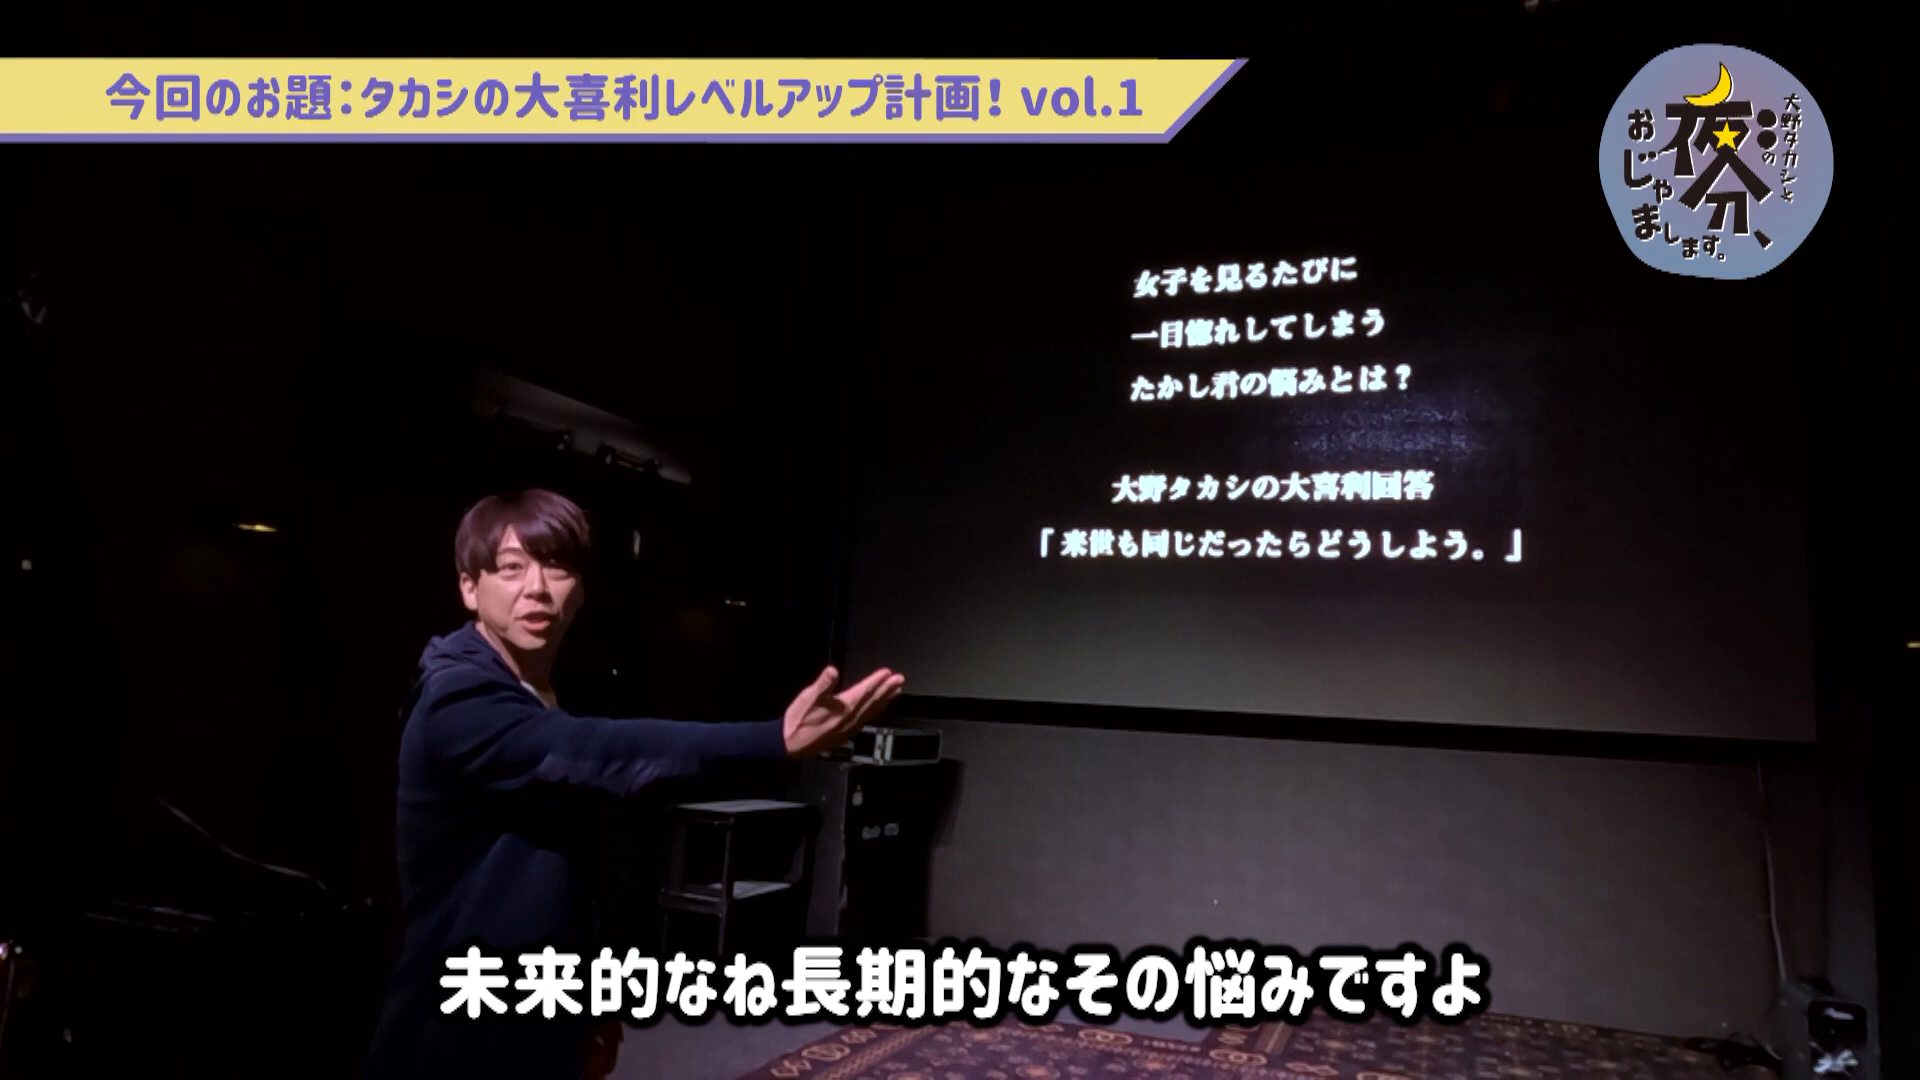 今回のお題：タカシの大喜利レベルアップ計画！ vol.1
大野タカシと
●●の
夜分、
おじゃまします。
女子を見るたびに
一目惚れしてしまう
たかし君の悩みとは？
大野タカシの大喜利回答
「来世も同じだったらどうしよう。」
未来的なね長期的なその悩みですよ